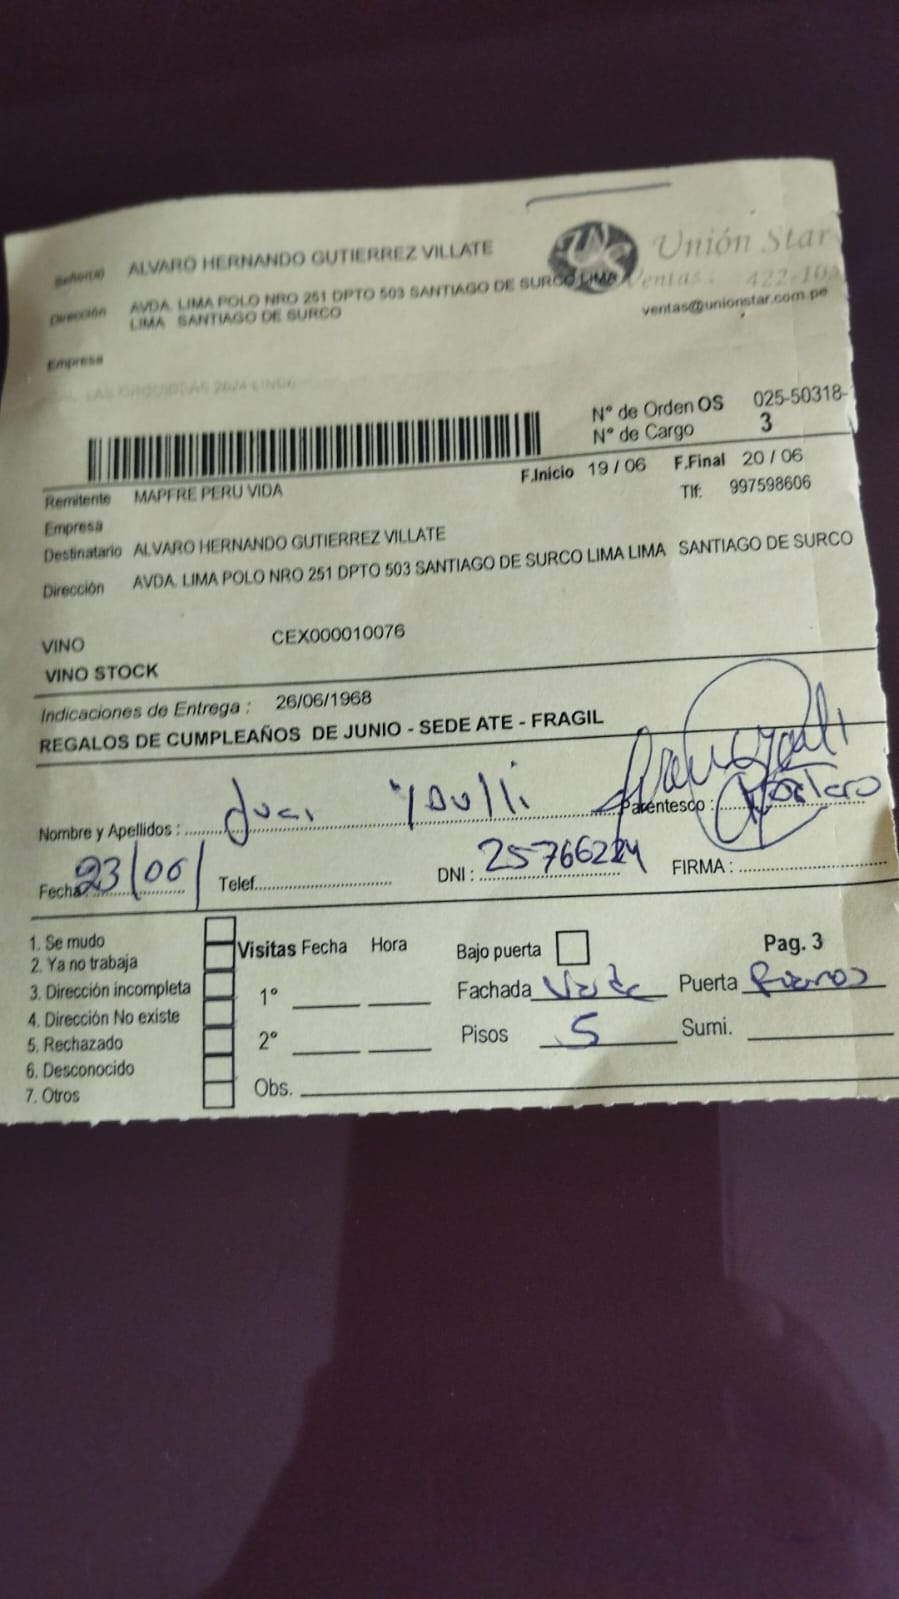 Señor(a) ALVARO HERNANDO GUTIERREZ VILLATE
Unión Star
Dirección AVDA. LIMA POLO NRO 251 DPTO 503 SANTIAGO DE SURCO LIMA
LIMA SANTIAGO DE SURCO
Ventas: 422-10
ventas@unionstar.com.pe
Empresa
N° de Orden OS 025-50318-
N° de Cargo 3
F.Inicio 19 / 06 F.Final 20 / 06
Remitente MAPFRE PERU VIDA
Tlf: 997598606
Empresa
Destinatario ALVARO HERNANDO GUTIERREZ VILLATE
Dirección AVDA. LIMA POLO NRO 251 DPTO 503 SANTIAGO DE SURCO LIMA LIMA SANTIAGO DE SURCO
VINO CEX000010076
VINO STOCK
Indicaciones de Entrega : 26/06/1968
REGALOS DE CUMPLEAÑOS DE JUNIO - SEDE ATE - FRAGIL
Nombre y Apellidos : Parentesco :
Fecha: 23/06/ Telef. DNI : FIRMA :
1. Se mudo
2. Ya no trabaja
3. Dirección incompleta
4. Dirección No existe
5. Rechazado
6. Desconocido
7. Otros
Visitas Fecha Hora
1°
2°
Obs.
Bajo puerta Pag. 3
Fachada Verde Puerta
Pisos 5 Sumi.